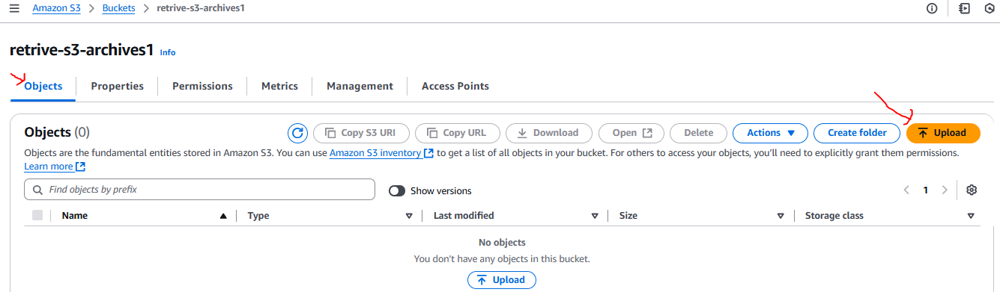 Amazon S3 > Buckets > retrive-s3-archives1
retrive-s3-archives1 Info
Objects Properties Permissions Metrics Management Access Points
Objects (0) Copy S3 URI Copy URL Download Open Delete Actions Create folder Upload
Objects are the fundamental entities stored in Amazon S3. You can use Amazon S3 inventory to get a list of all objects in your bucket. For others to access your objects, you’ll need to explicitly grant them permissions.
Learn more
Find objects by prefix Show versions 1
Name Type Last modified Size Storage class
No objects
You don't have any objects in this bucket.
Upload